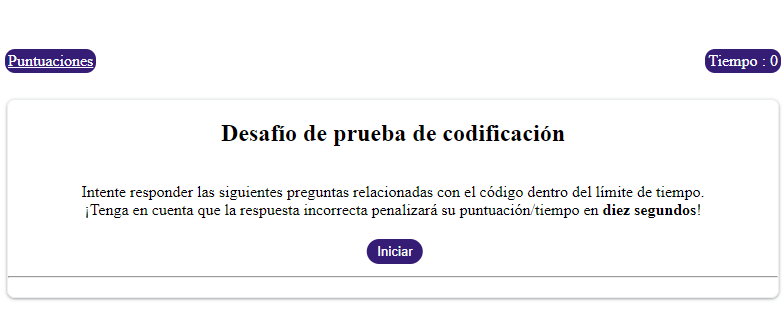 Puntuaciones
Tiempo : 0
Desafío de prueba de codificación
Intente responder las siguientes preguntas relacionadas con el código dentro del límite de tiempo.
¡Tenga en cuenta que la respuesta incorrecta penalizará su puntuación/tiempo en diez segundos!
Iniciar